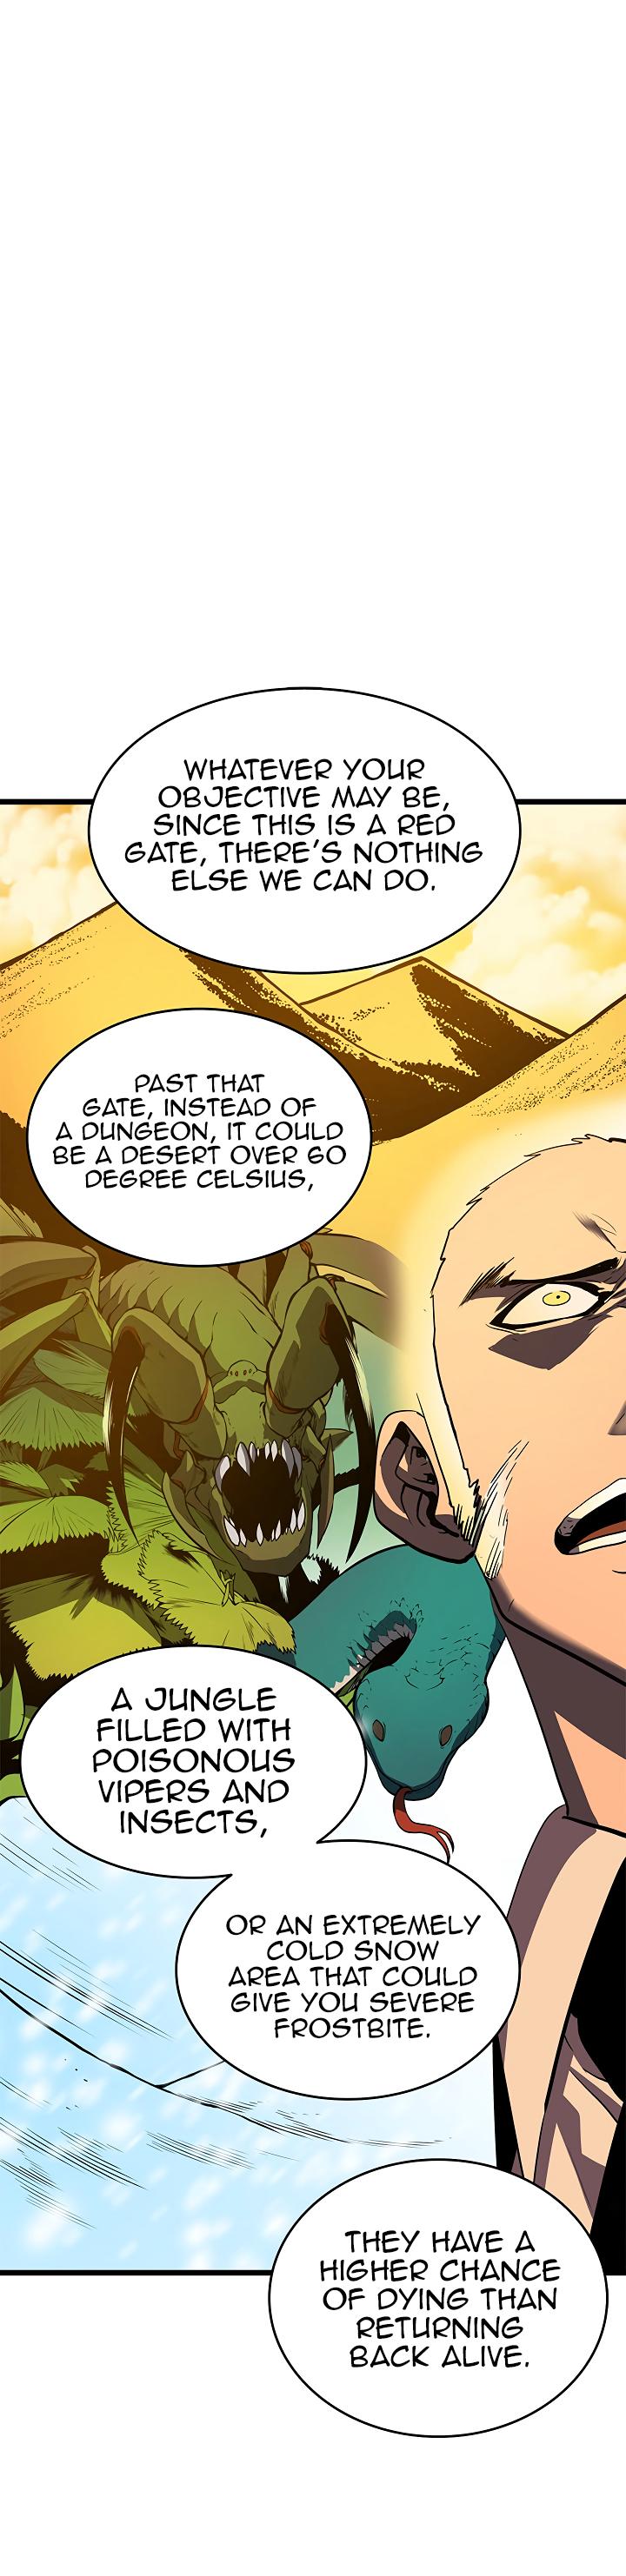 WHATEVER YOUR
OBJECTIVE MAY BE,
SINCE THIS IS A RED
GATE, THERE'S NOTHING
ELSE WE CAN DO.
PAST THAT
GATE, INSTEAD OF
A DUNGEON, IT COULD
BE A DESERT OVER 60
DEGREE CELSIUS,
A JUNGLE
FILLED WITH
POISONOUS
VIPERS AND
INSECTS,
OR AN EXTREMELY
COLD SNOW
AREA THAT COULD
GIVE YOU SEVERE
FROSTBITE.
THEY HAVE A
HIGHER CHANCE
OF DYING THAN
RETURNING
BACK ALIVE.